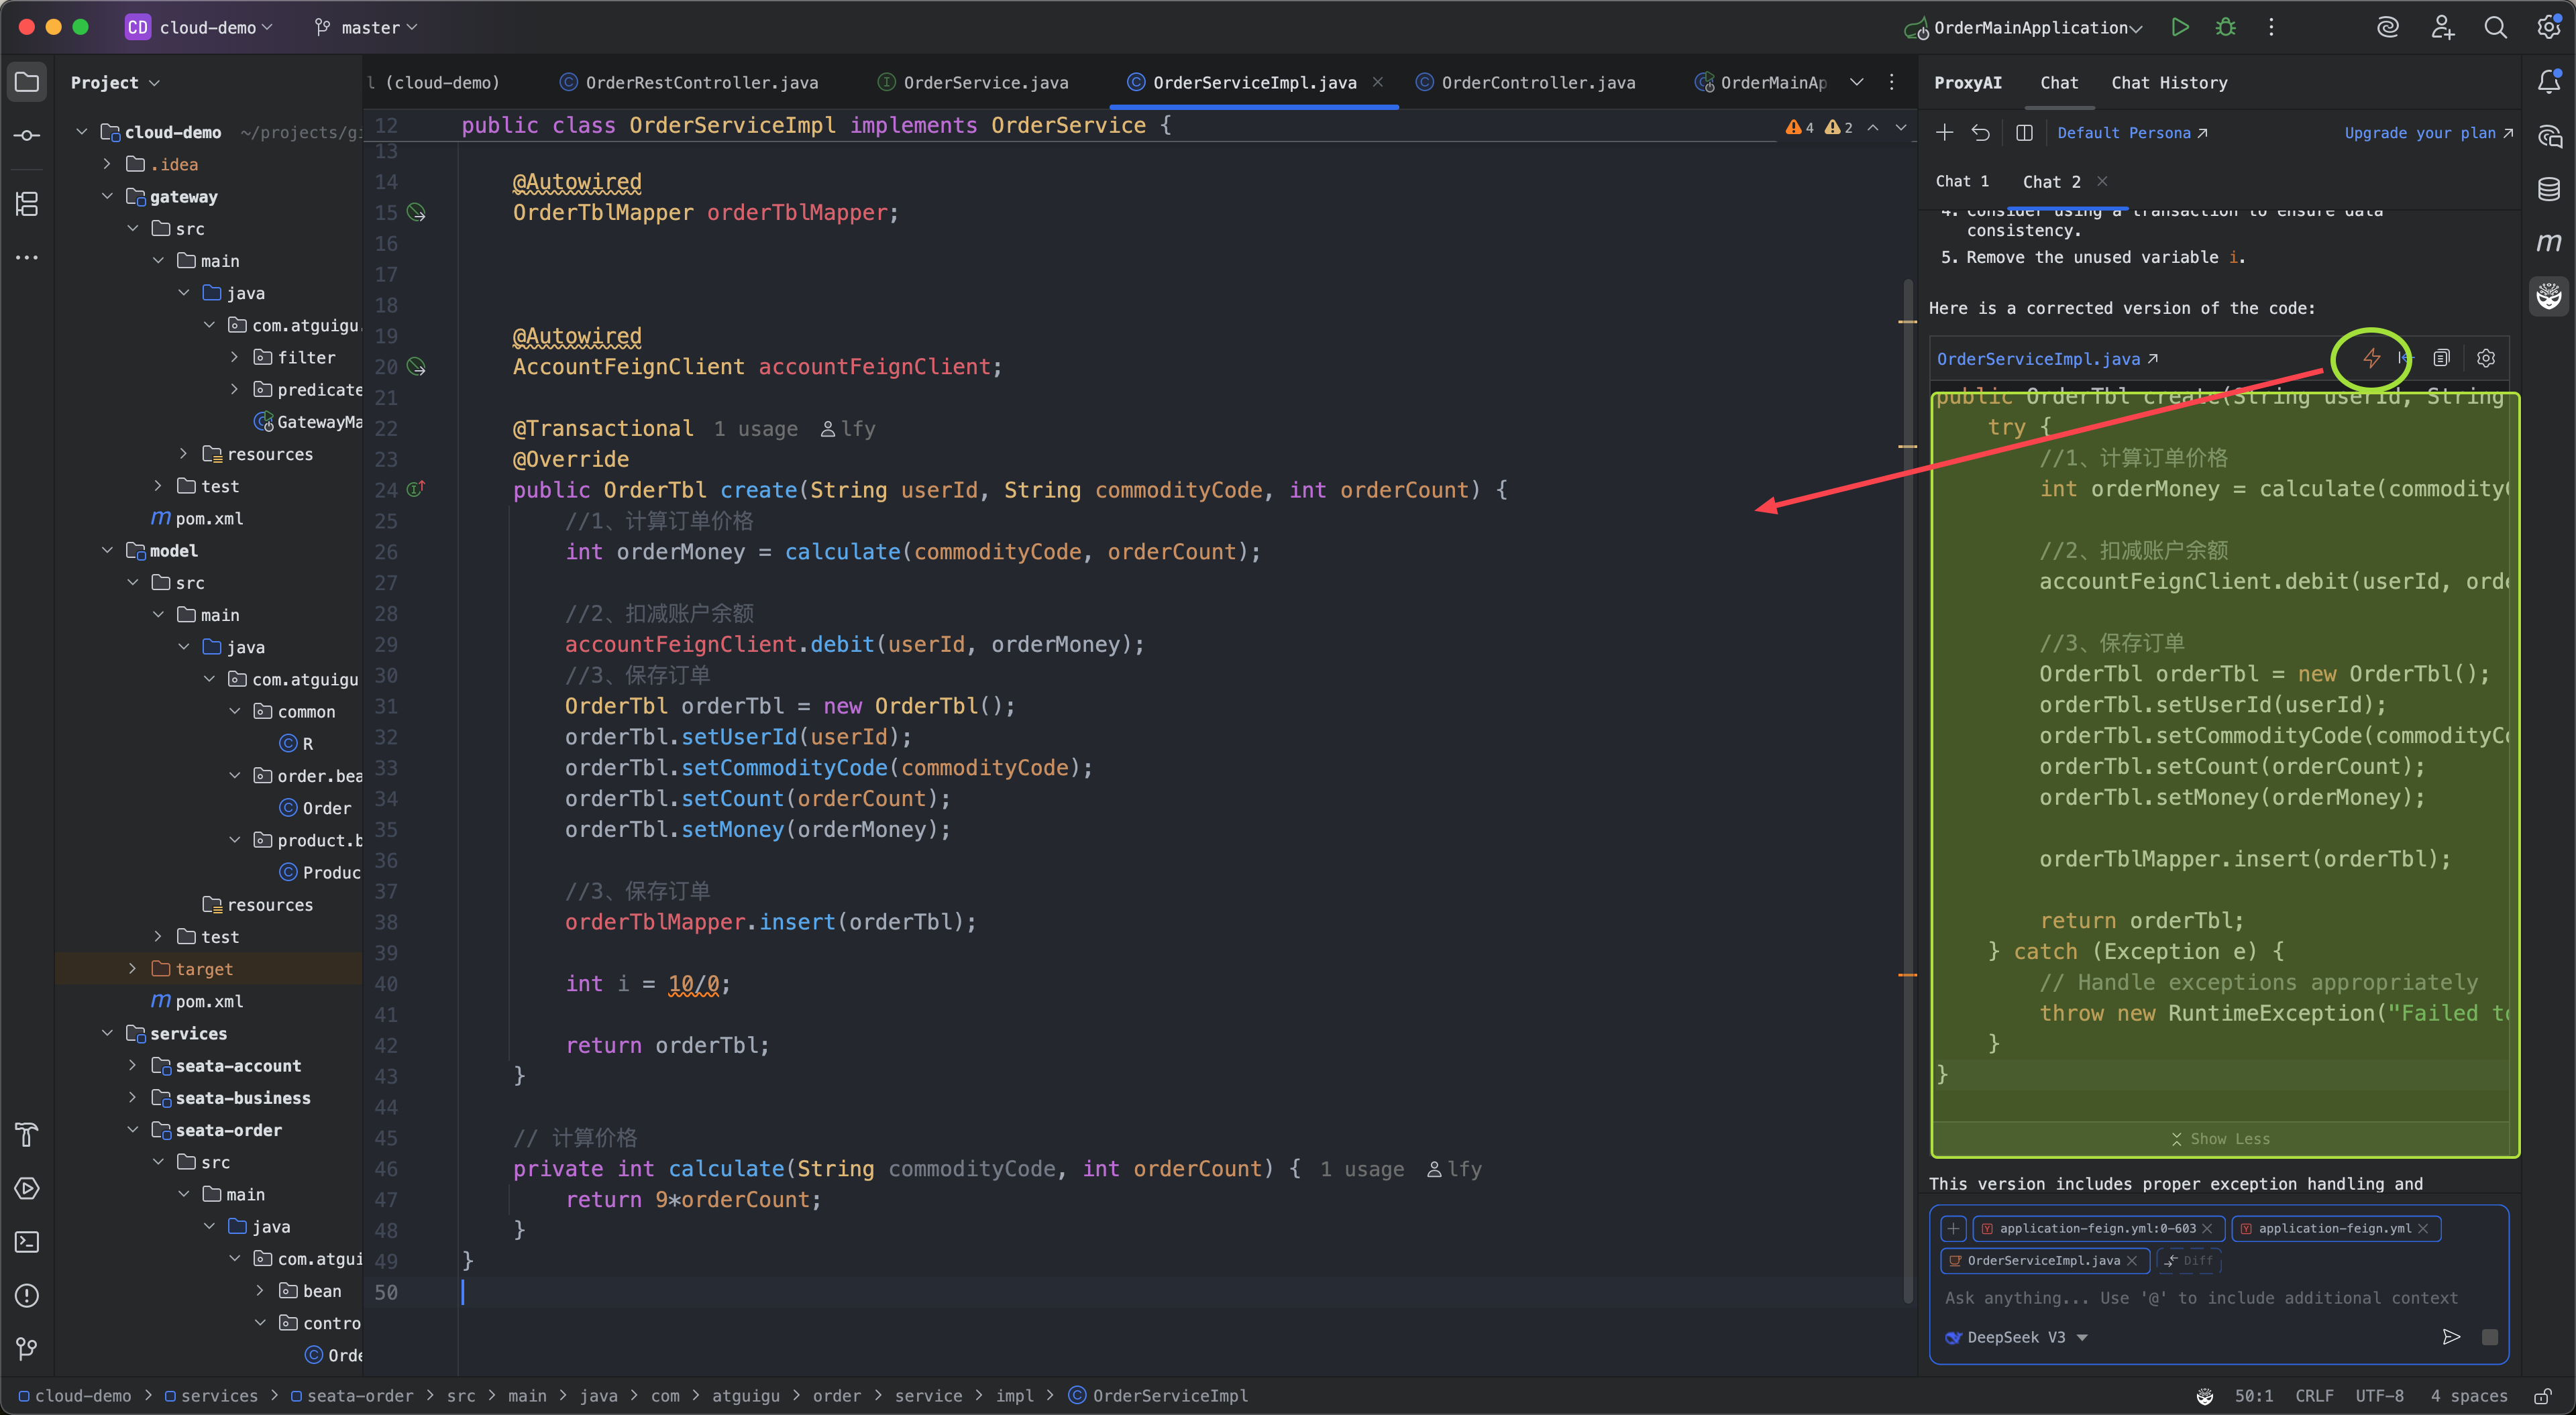 CD cloud-demo master OrderMainApplication
Project
cloud-demo ~/projects/gi
.idea
gateway
src
main
java
com.atguigu.
filter
predicate
GatewayMa
resources
test
pom.xml
model
src
main
java
com.atguigu
common
R
order.bea
Order
product.b
Produc
resources
test
target
pom.xml
services
seata-account
seata-business
seata-order
src
main
java
com.atgui
bean
contro
Orde
l (cloud-demo) OrderRestController.java OrderService.java OrderServiceImpl.java OrderController.java OrderMainAp
4 2
12 public class OrderServiceImpl implements OrderService {
13
14 @Autowired
15 OrderTblMapper orderTblMapper;
16
17
18
19 @Autowired
20 AccountFeignClient accountFeignClient;
21
22 @Transactional 1 usage lfy
23 @Override
24 public OrderTbl create(String userId, String commodityCode, int orderCount) {
25 //1、计算订单价格
26 int orderMoney = calculate(commodityCode, orderCount);
27
28 //2、扣减账户余额
29 accountFeignClient.debit(userId, orderMoney);
30 //3、保存订单
31 OrderTbl orderTbl = new OrderTbl();
32 orderTbl.setUserId(userId);
33 orderTbl.setCommodityCode(commodityCode);
34 orderTbl.setCount(orderCount);
35 orderTbl.setMoney(orderMoney);
36
37 //3、保存订单
38 orderTblMapper.insert(orderTbl);
39
40 int i = 10/0;
41
42 return orderTbl;
43 }
44
45 // 计算价格
46 private int calculate(String commodityCode, int orderCount) { 1 usage lfy
47 return 9*orderCount;
48 }
49 }
50
ProxyAI Chat Chat History
Default Persona Upgrade your plan
Chat 1 Chat 2
4. Consider using a transaction to ensure data
consistency.
5. Remove the unused variable i.
Here is a corrected version of the code:
OrderServiceImpl.java
public OrderTbl create(String userId, String
try {
//1、计算订单价格
int orderMoney = calculate(commodityC
//2、扣减账户余额
accountFeignClient.debit(userId, orde
//3、保存订单
OrderTbl orderTbl = new OrderTbl();
orderTbl.setUserId(userId);
orderTbl.setCommodityCode(commodityCo
orderTbl.setCount(orderCount);
orderTbl.setMoney(orderMoney);
orderTblMapper.insert(orderTbl);
return orderTbl;
} catch (Exception e) {
// Handle exceptions appropriately
throw new RuntimeException("Failed to
}
}
Show Less
This version includes proper exception handling and
application-feign.yml:0-603 application-feign.yml
OrderServiceImpl.java Diff
Ask anything... Use '@' to include additional context
DeepSeek V3
cloud-demo > services > seata-order > src > main > java > com > atguigu > order > service > impl > OrderServiceImpl
50:1 CRLF UTF-8 4 spaces